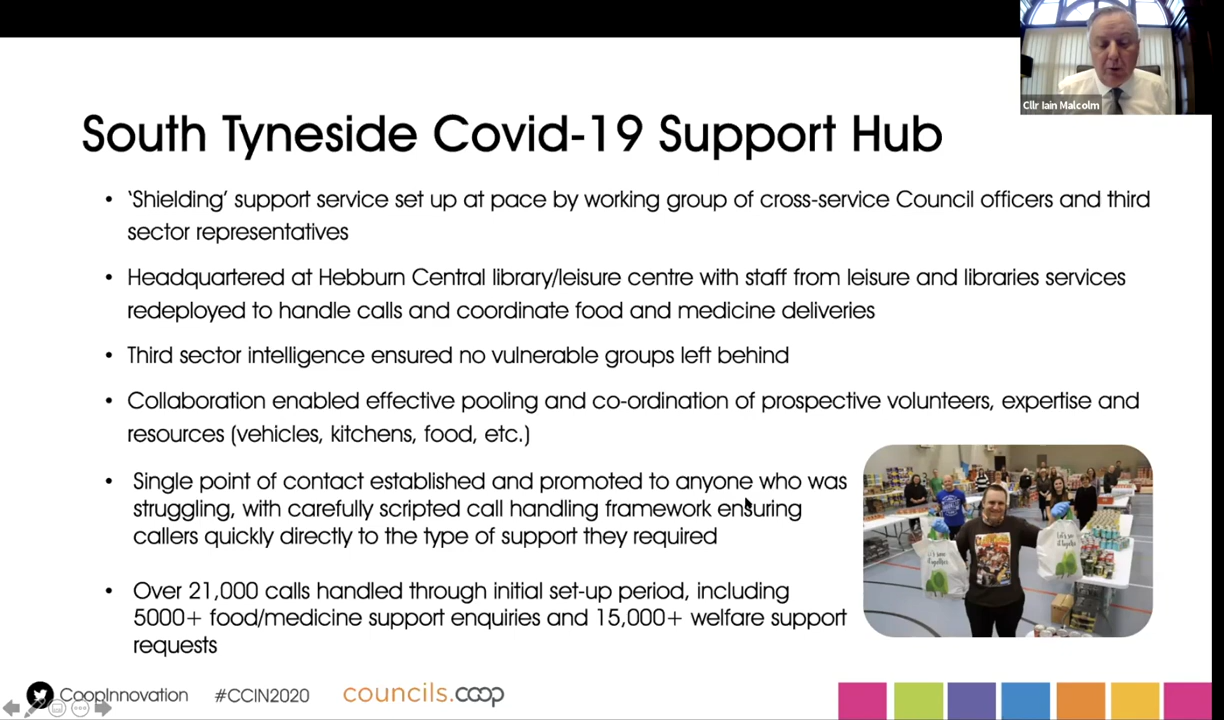 Cllr Iain Malcolm
South Tyneside Covid-19 Support Hub
• ‘Shielding’ support service set up at pace by working group of cross-service Council officers and third
sector representatives
• Headquartered at Hebburn Central library/leisure centre with staff from leisure and libraries services
redeployed to handle calls and coordinate food and medicine deliveries
• Third sector intelligence ensured no vulnerable groups left behind
• Collaboration enabled effective pooling and co-ordination of prospective volunteers, expertise and
resources (vehicles, kitchens, food, etc.)
• Single point of contact established and promoted to anyone who was
struggling, with carefully scripted call handling framework ensuring
callers quickly directly to the type of support they required
• Over 21,000 calls handled through initial set-up period, including
5000+ food/medicine support enquiries and 15,000+ welfare support
requests
CoopInnovation #CCIN2020 councils.coop